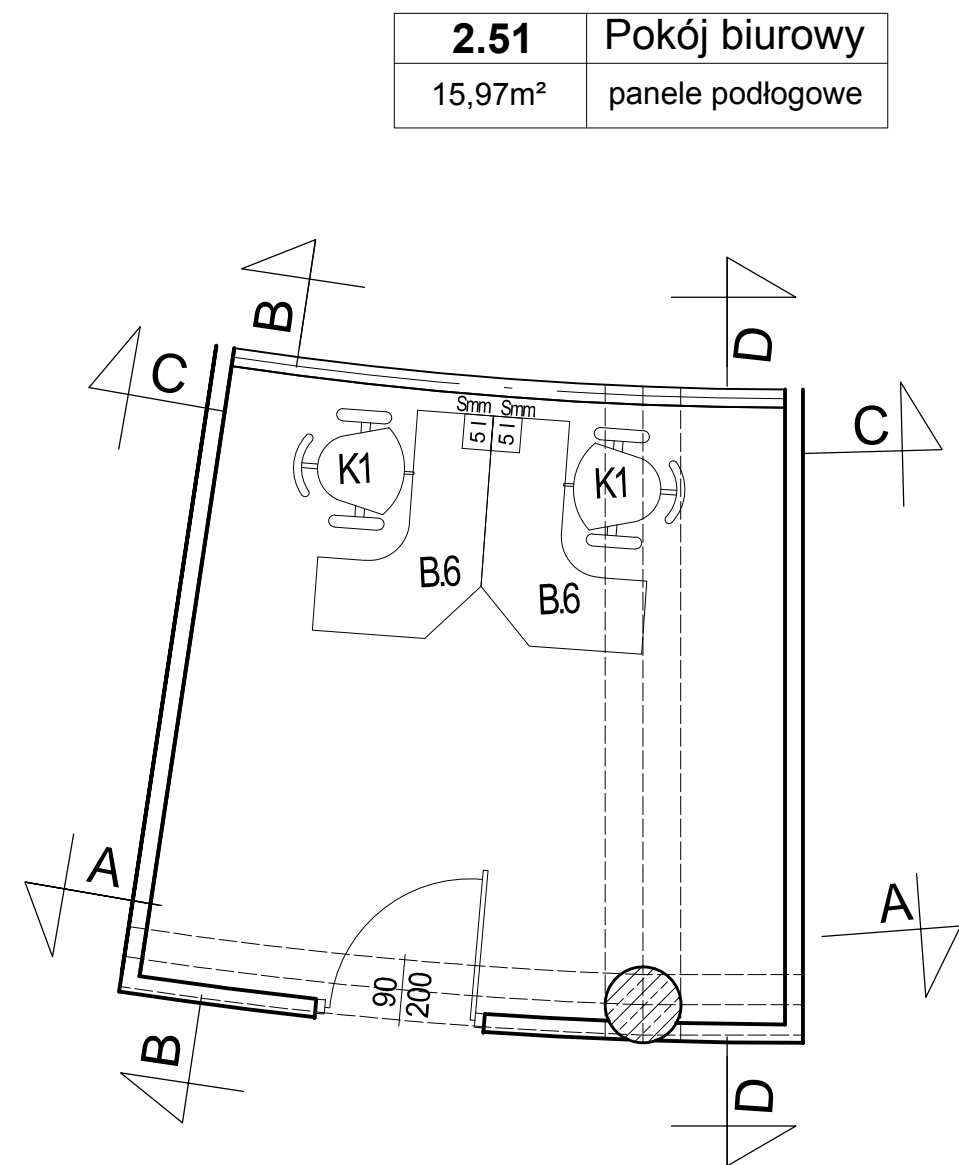 2.51 Pokój biurowy
15,97m² panele podłogowe
B
D
C
C
Smm Smm
5 l 5 l
K1 K1
B.6
B.6
A
A
90
200
B
D